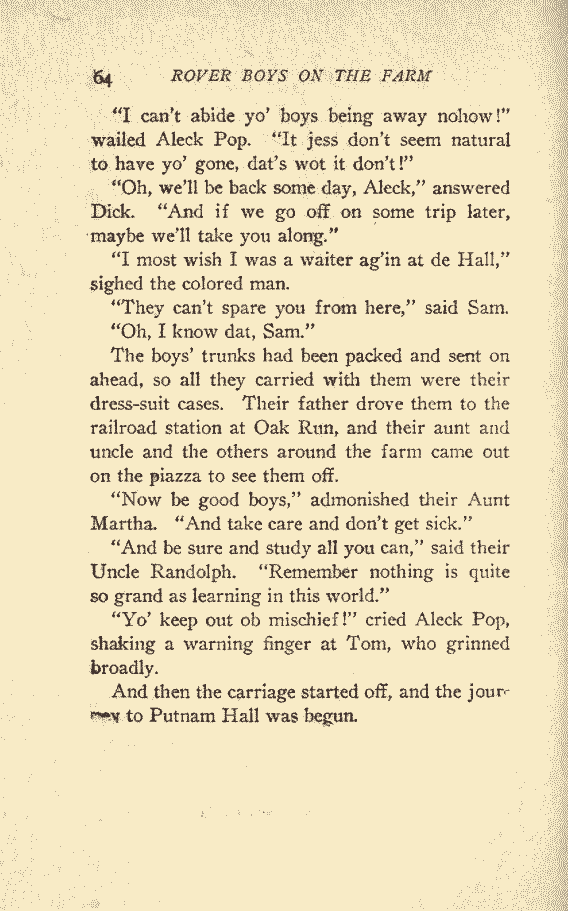 64 ROVER BOYS ON THE FARM
"I can't abide yo' boys being away nohow!"
wailed Aleck Pop. "It jess don't seem natural
to have yo' gone, dat's wot it don't!"
"Oh, we'll be back some day, Aleck," answered
Dick. "And if we go off on some trip later,
maybe we'll take you along."
"I most wish I was a waiter ag'in at de Hall,"
sighed the colored man.
"They can't spare you from here," said Sam.
"Oh, I know dat, Sam."
The boys' trunks had been packed and sent on
ahead, so all they carried with them were their
dress-suit cases. Their father drove them to the
railroad station at Oak Run, and their aunt and
uncle and the others around the farm came out
on the piazza to see them off.
"Now be good boys," admonished their Aunt
Martha. "And take care and don't get sick."
"And be sure and study all you can," said their
Uncle Randolph. "Remember nothing is quite
so grand as learning in this world."
"Yo' keep out ob mischief!" cried Aleck Pop,
shaking a warning finger at Tom, who grinned
broadly.
And then the carriage started off, and the jour-
ney to Putnam Hall was begun.